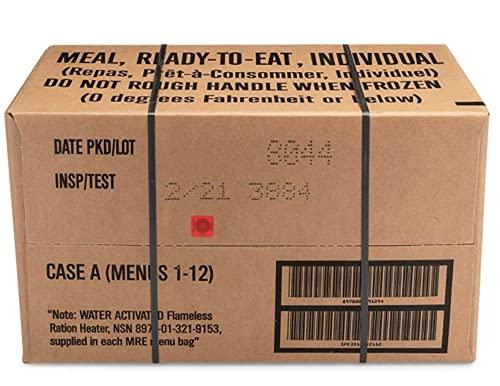 MEAL, READY-TO-EAT, INDIVIDUAL
(Repas, Prêt-à-Consommer, Individuel)
DO NOT ROUGH HANDLE WHEN FROZEN
(0 degrees Fahrenheit or below)
DATE PKD/LOT 8044
INSP/TEST
2/21 3884
CASE A (MENUS 1-12)
"Note: WATER ACTIVATED Flameless
Ration Heater, NSN 8970-01-321-9153,
supplied in each MRE menu bag"